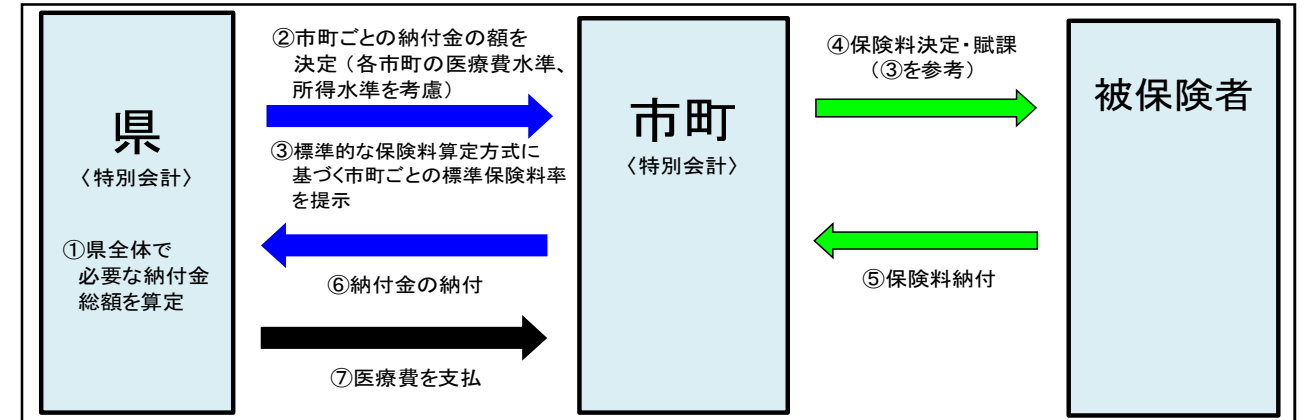 県
〈特別会計〉
①県全体で
必要な納付金
総額を算定
②市町ごとの納付金の額を
決定（各市町の医療費水準、
所得水準を考慮）
③標準的な保険料算定方式に
基づく市町ごとの標準保険料率
を提示
⑥納付金の納付
⑦医療費を支払
市町
〈特別会計〉
④保険料決定・賦課
（③を参考）
⑤保険料納付
被保険者